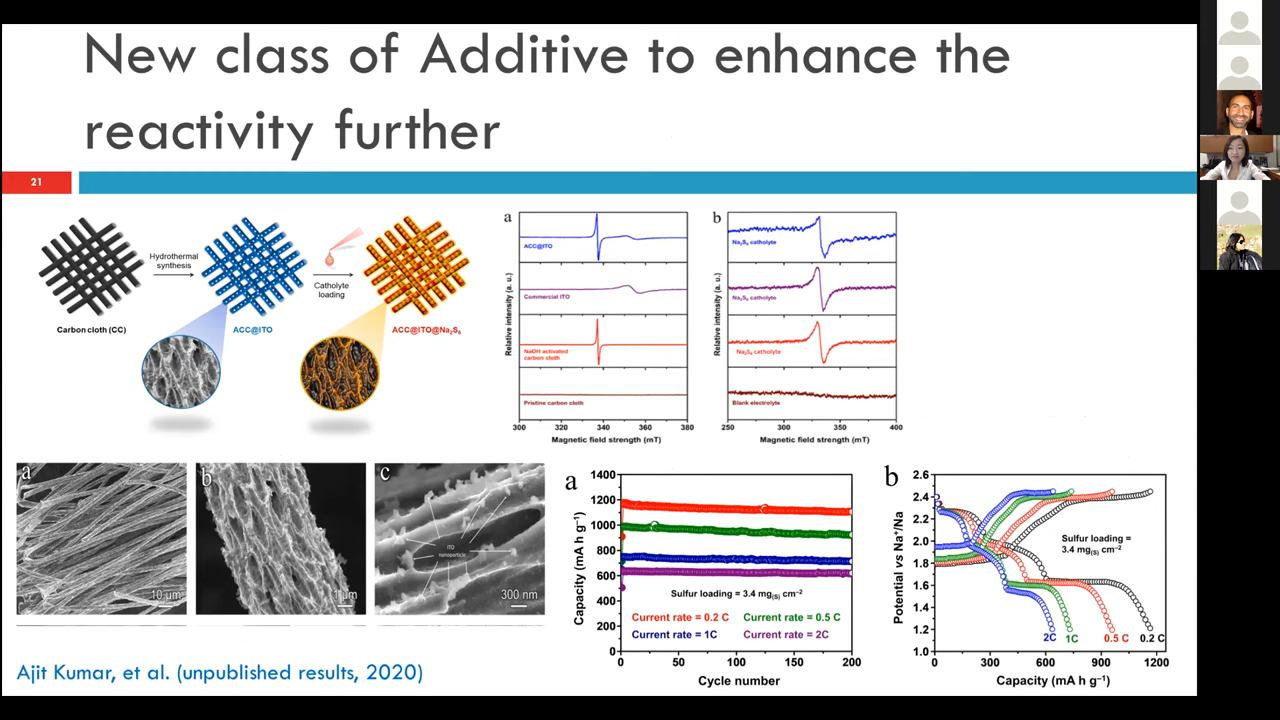 New class of Additive to enhance the
reactivity further
21
Hydrothermal
synthesis
Catholyte
loading
Carbon cloth (CC)
ACC@ITO
ACC@ITO@Na₂S₆
a
ACC@ITO
Commercial ITO
NaOH activated
carbon cloth
Pristine carbon cloth
Relative intensity (a. u.)
300 320 340 360 380
Magnetic field strength (mT)
b
Na₂S₆ catholyte
Na₂S₆ catholyte
Na₂S₆ catholyte
Blank electrolyte
Relative intensity (a. u.)
250 300 350 400
Magnetic field strength (mT)
a
10 µm
b
1 µm
c
ITO
nanoparticle
300 nm
a
1400
1200
1000
800
600
400
200
0
Capacity (mA h g⁻¹)
Sulfur loading = 3.4 mg(S) cm⁻²
Current rate = 0.2 C Current rate = 0.5 C
Current rate = 1C Current rate = 2C
0 50 100 150 200
Cycle number
b
2.6
2.4
2.2
2.0
1.8
1.6
1.4
1.2
1.0
Potential vs Na⁺/Na
Sulfur loading =
3.4 mg(S) cm⁻²
2C 1C 0.5 C 0.2 C
0 300 600 900 1200
Capacity (mA h g⁻¹)
Ajit Kumar, et al. (unpublished results, 2020)